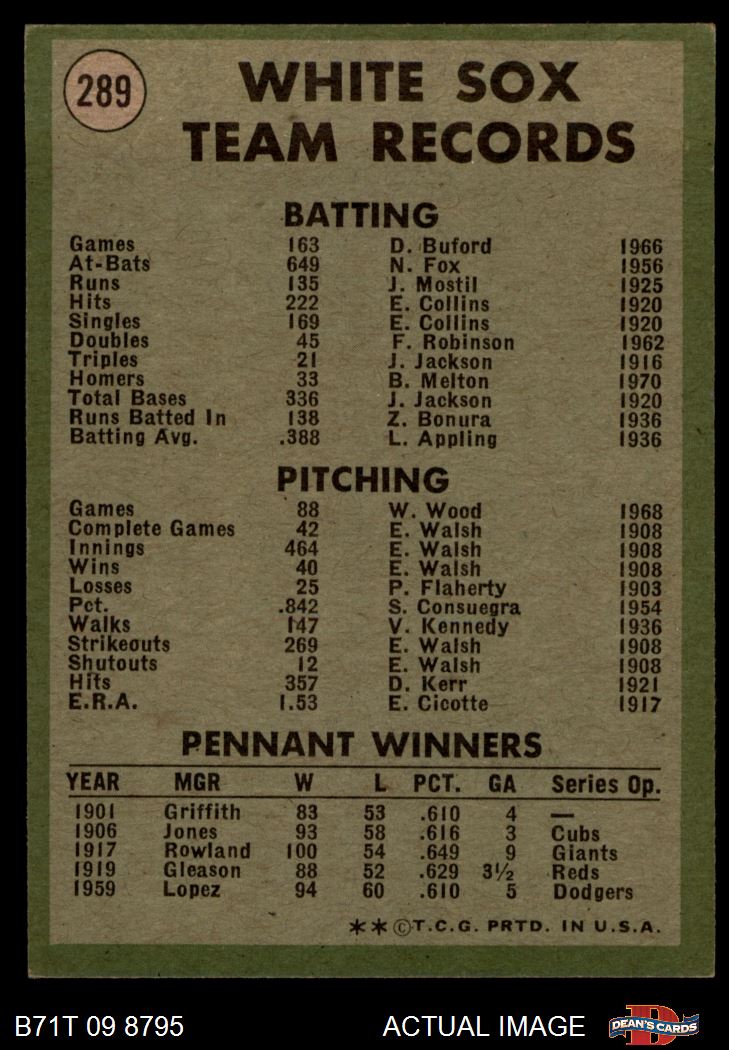 289
WHITE SOX
TEAM RECORDS
BATTING
Games 163 D. Buford 1966
At-Bats 649 N. Fox 1956
Runs 135 J. Mostil 1925
Hits 222 E. Collins 1920
Singles 169 E. Collins 1920
Doubles 45 F. Robinson 1962
Triples 21 J. Jackson 1916
Homers 33 B. Melton 1970
Total Bases 336 J. Jackson 1920
Runs Batted In 138 Z. Bonura 1936
Batting Avg. .388 L. Appling 1936
PITCHING
Games 88 W. Wood 1968
Complete Games 42 E. Walsh 1908
Innings 464 E. Walsh 1908
Wins 40 E. Walsh 1908
Losses 25 P. Flaherty 1903
Pct. .842 S. Consuegra 1954
Walks 147 V. Kennedy 1936
Strikeouts 269 E. Walsh 1908
Shutouts 12 E. Walsh 1908
Hits 357 D. Kerr 1921
E.R.A. 1.53 E. Cicotte 1917
PENNANT WINNERS
YEAR MGR W L PCT. GA Series Op.
1901 Griffith 83 53 .610 4 —
1906 Jones 93 58 .616 3 Cubs
1917 Rowland 100 54 .649 9 Giants
1919 Gleason 88 52 .629 3½ Reds
1959 Lopez 94 60 .610 5 Dodgers
**©T.C.G. PRTD. IN U.S.A.
B71T 09 8795 ACTUAL IMAGE DEAN'S CARDS